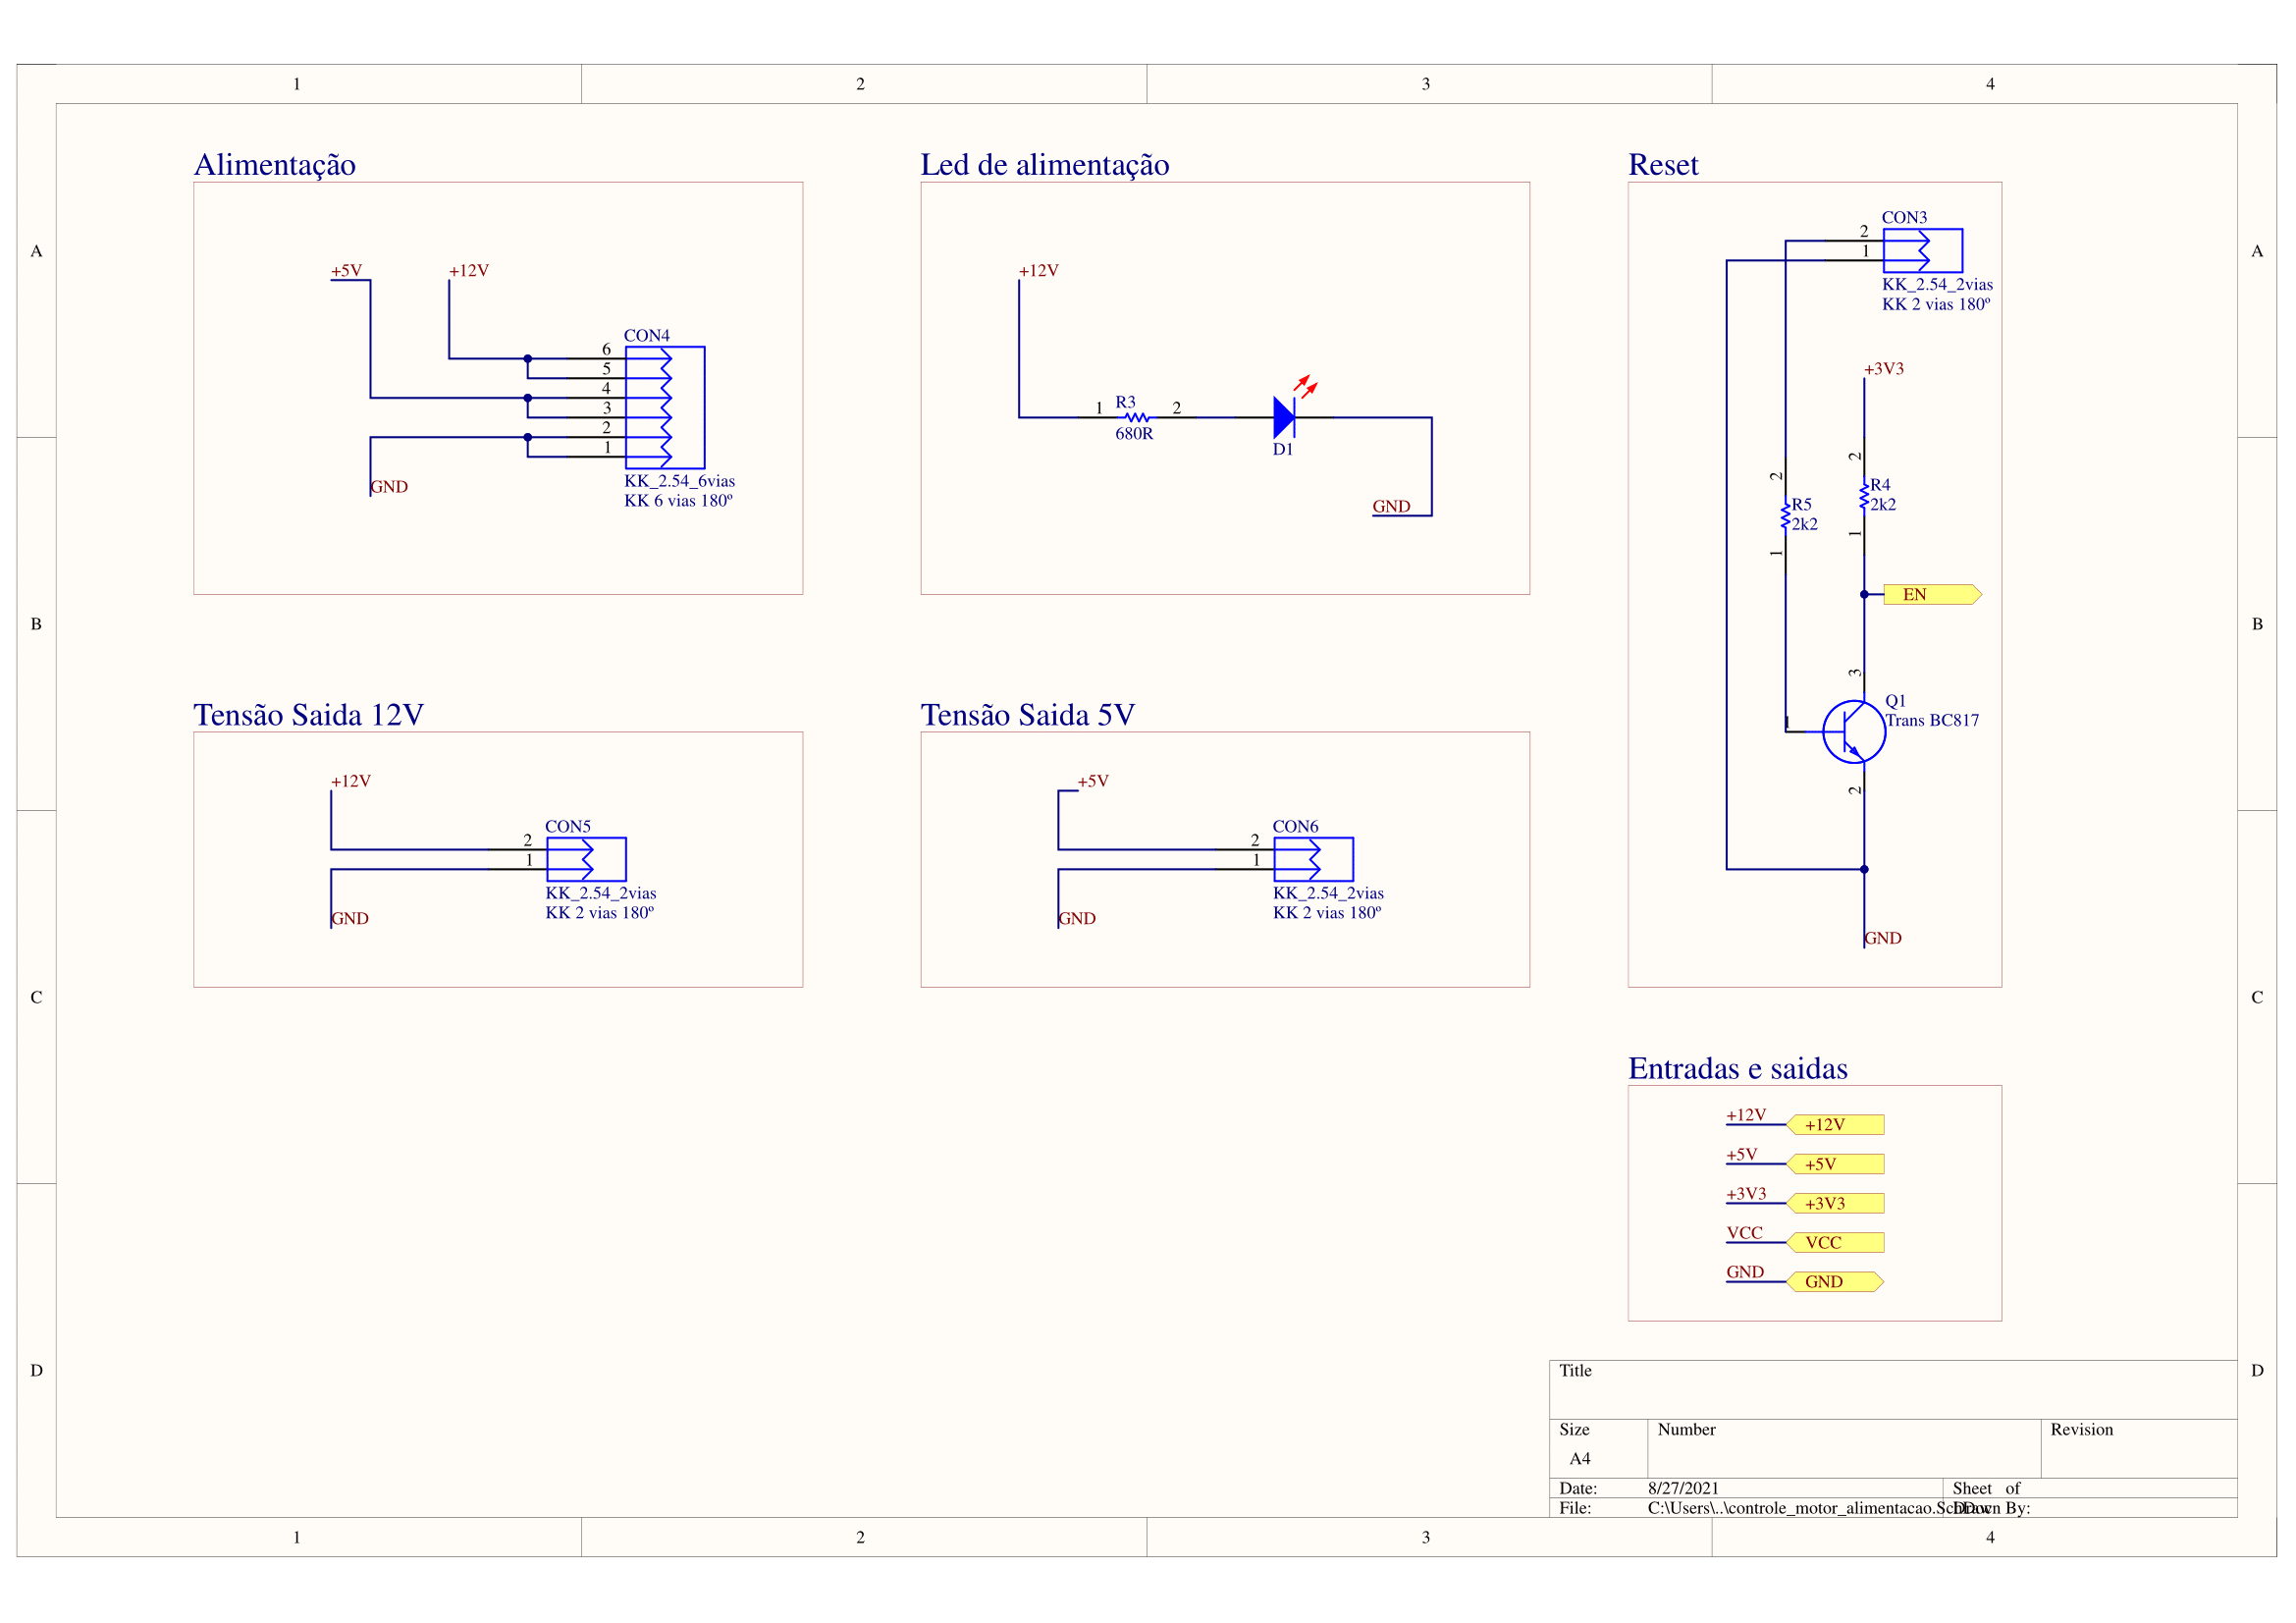 1 2 3 4
A A
B B
C C
D D
Alimentação
+5V +12V
CON4
6
5
4
3
2
1
GND
KK_2.54_6vias
KK 6 vias 180º
Led de alimentação
+12V
1 R3 2
680R
D1
GND
Reset
CON3
2
1
KK_2.54_2vias
KK 2 vias 180º
+3V3
2
R4
2k2
1
2
R5
2k2
1
EN
3
Q1
Trans BC817
1
2
GND
Tensão Saida 12V
+12V
CON5
2
1
KK_2.54_2vias
KK 2 vias 180º
GND
Tensão Saida 5V
+5V
CON6
2
1
KK_2.54_2vias
KK 2 vias 180º
GND
Entradas e saidas
+12V +12V
+5V +5V
+3V3 +3V3
VCC VCC
GND GND
Title
Size Number Revision
A4
Date: 8/27/2021 Sheet of
File: C:\Users\..\controle_motor_alimentacao.SchDoc Drawn By:
1 2 3 4